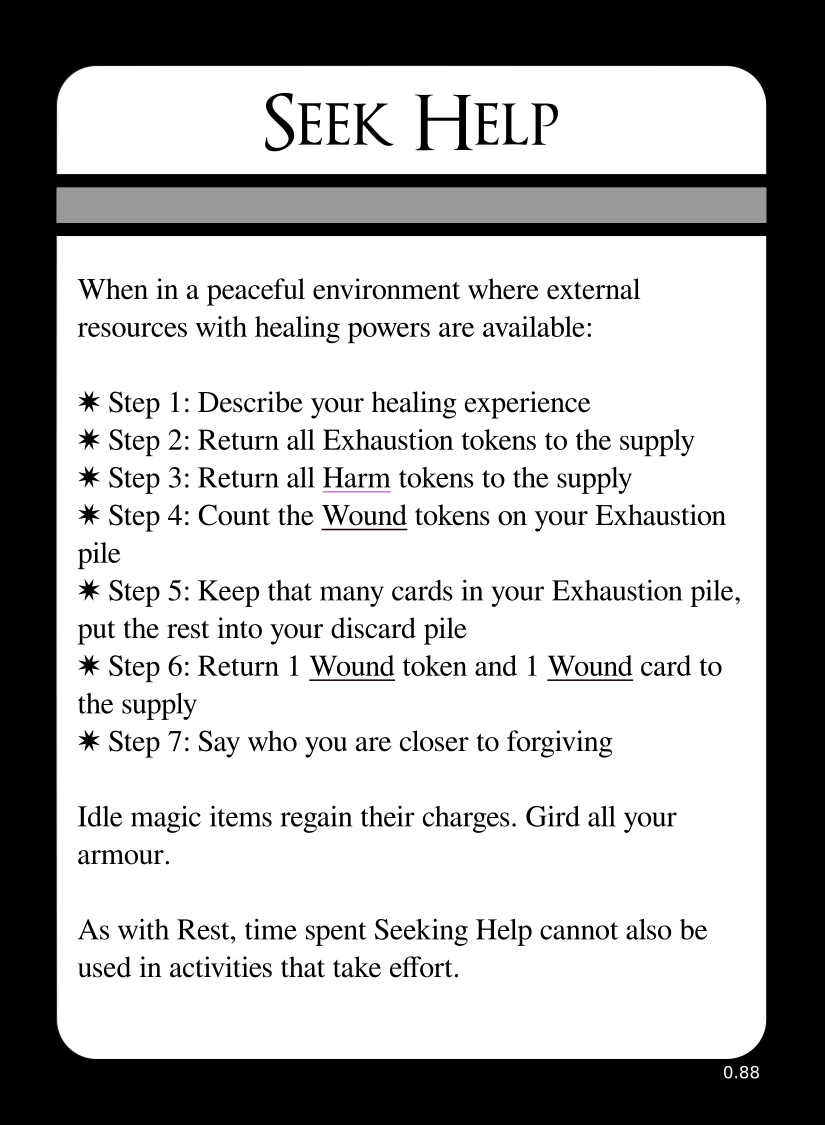 SEEK HELP
When in a peaceful environment where external
resources with healing powers are available:
✷ Step 1: Describe your healing experience
✷ Step 2: Return all Exhaustion tokens to the supply
✷ Step 3: Return all Harm tokens to the supply
✷ Step 4: Count the Wound tokens on your Exhaustion
pile
✷ Step 5: Keep that many cards in your Exhaustion pile,
put the rest into your discard pile
✷ Step 6: Return 1 Wound token and 1 Wound card to
the supply
✷ Step 7: Say who you are closer to forgiving
Idle magic items regain their charges. Gird all your
armour.
As with Rest, time spent Seeking Help cannot also be
used in activities that take effort.
0.88